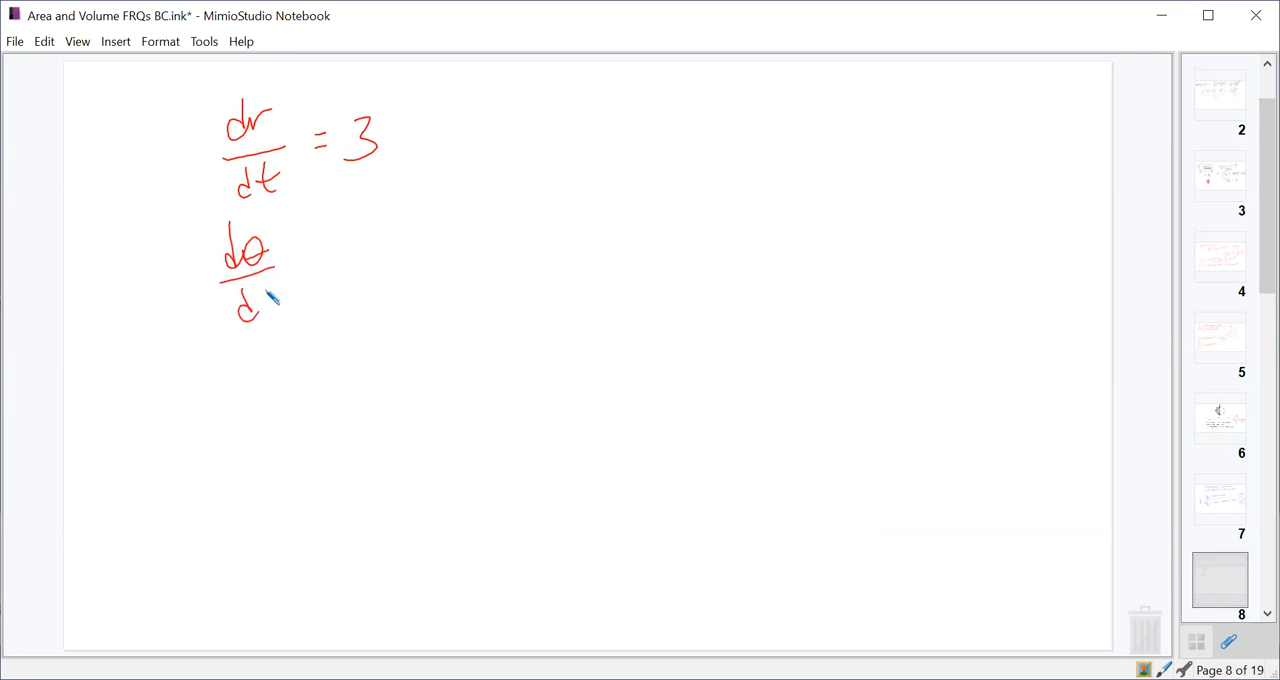 Area and Volume FRQs BC.ink* - MimioStudio Notebook
File Edit View Insert Format Tools Help
dr
dt
= 3
dθ
d
2
3
4
5
6
7
8
Page 8 of 19